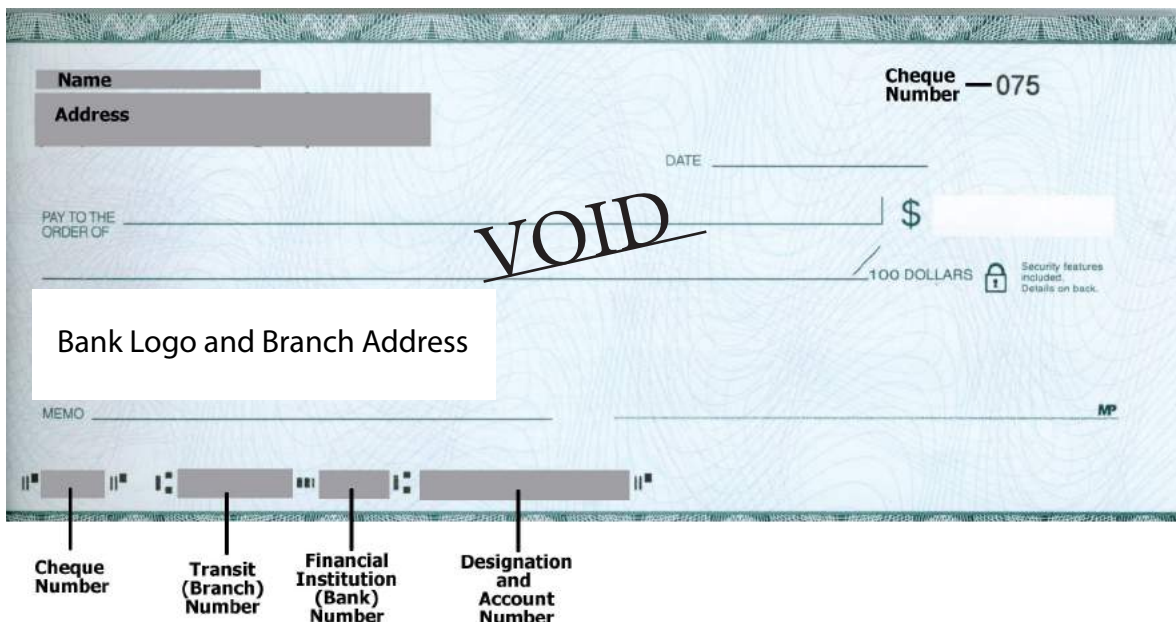 Name
Cheque
Number — 075
Address
DATE
PAY TO THE
ORDER OF
VOID
$
100 DOLLARS
Security features
included.
Details on back.
Bank Logo and Branch Address
MEMO
MP
Cheque
Number
Transit
(Branch)
Number
Financial
Institution
(Bank)
Number
Designation
and
Account
Number